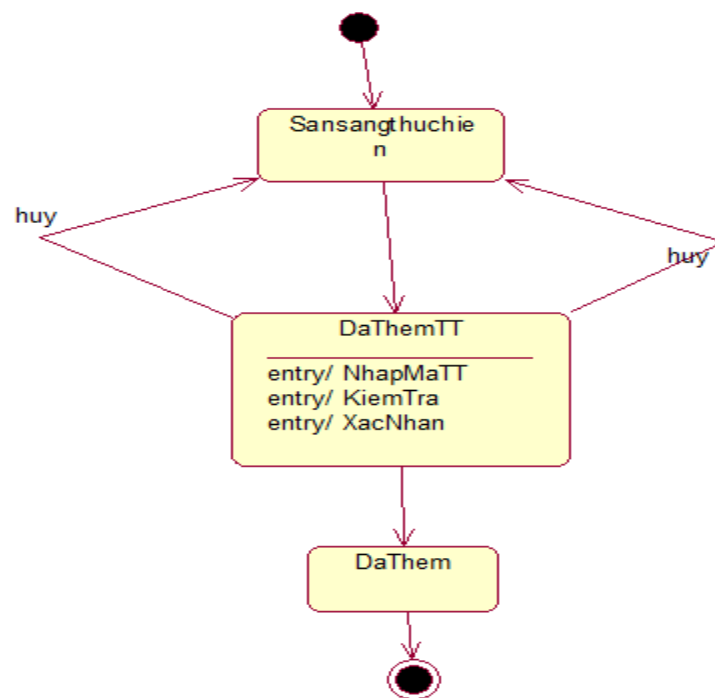 Sansangthuchie
n
huy
huy
DaThemTT
entry/ NhapMaTT
entry/ KiemTra
entry/ XacNhan
DaThem